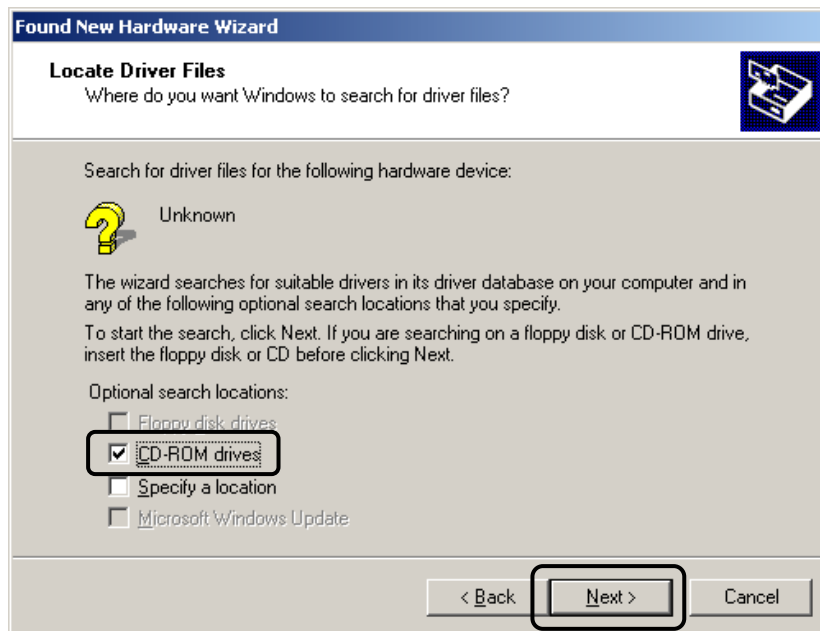 Found New Hardware Wizard
Locate Driver Files
Where do you want Windows to search for driver files?
Search for driver files for the following hardware device:
Unknown
The wizard searches for suitable drivers in its driver database on your computer and in
any of the following optional search locations that you specify.
To start the search, click Next. If you are searching on a floppy disk or CD-ROM drive,
insert the floppy disk or CD before clicking Next.
Optional search locations:
Floppy disk drives
CD-ROM drives
Specify a location
Microsoft Windows Update
< Back Next > Cancel